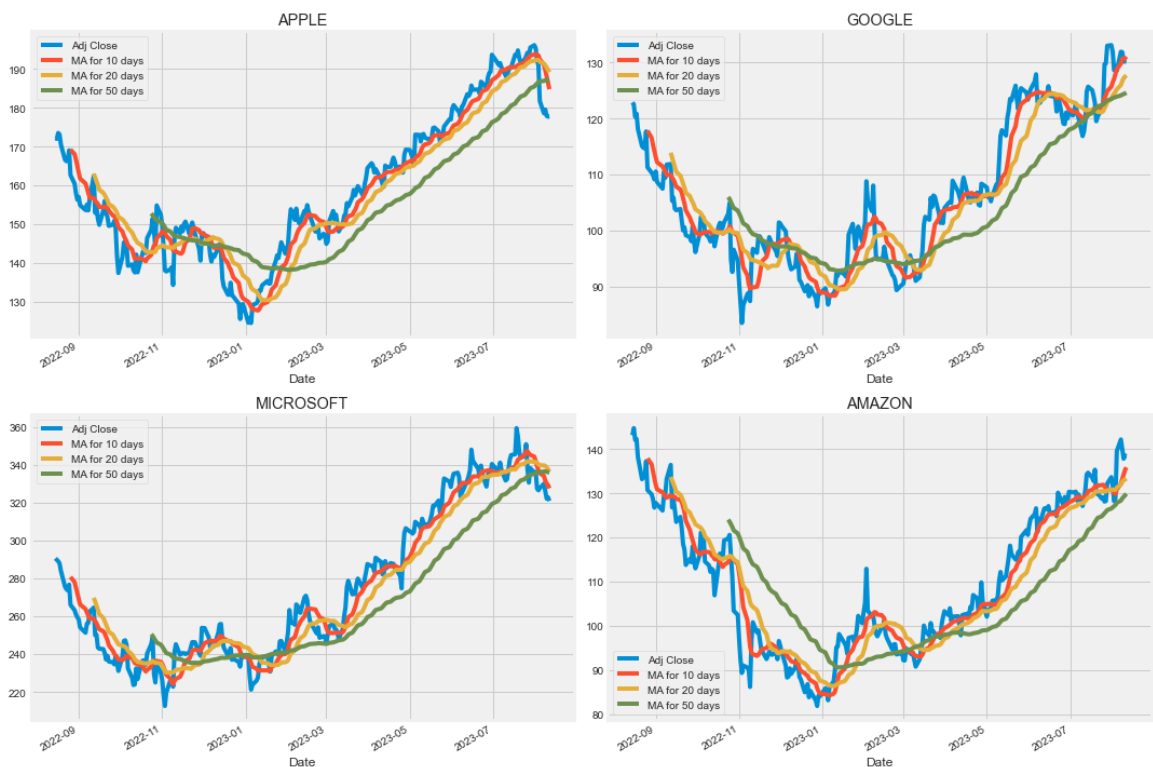 APPLE
Adj Close
MA for 10 days
MA for 20 days
MA for 50 days
190
180
170
160
150
140
130
2022-09
2022-11
2023-01
2023-03
2023-05
2023-07
Date
GOOGLE
Adj Close
MA for 10 days
MA for 20 days
MA for 50 days
130
120
110
100
90
2022-09
2022-11
2023-01
2023-03
2023-05
2023-07
Date
MICROSOFT
Adj Close
MA for 10 days
MA for 20 days
MA for 50 days
360
340
320
300
280
260
240
220
2022-09
2022-11
2023-01
2023-03
2023-05
2023-07
Date
AMAZON
140
130
120
110
100
90
80
Adj Close
MA for 10 days
MA for 20 days
MA for 50 days
2022-09
2022-11
2023-01
2023-03
2023-05
2023-07
Date